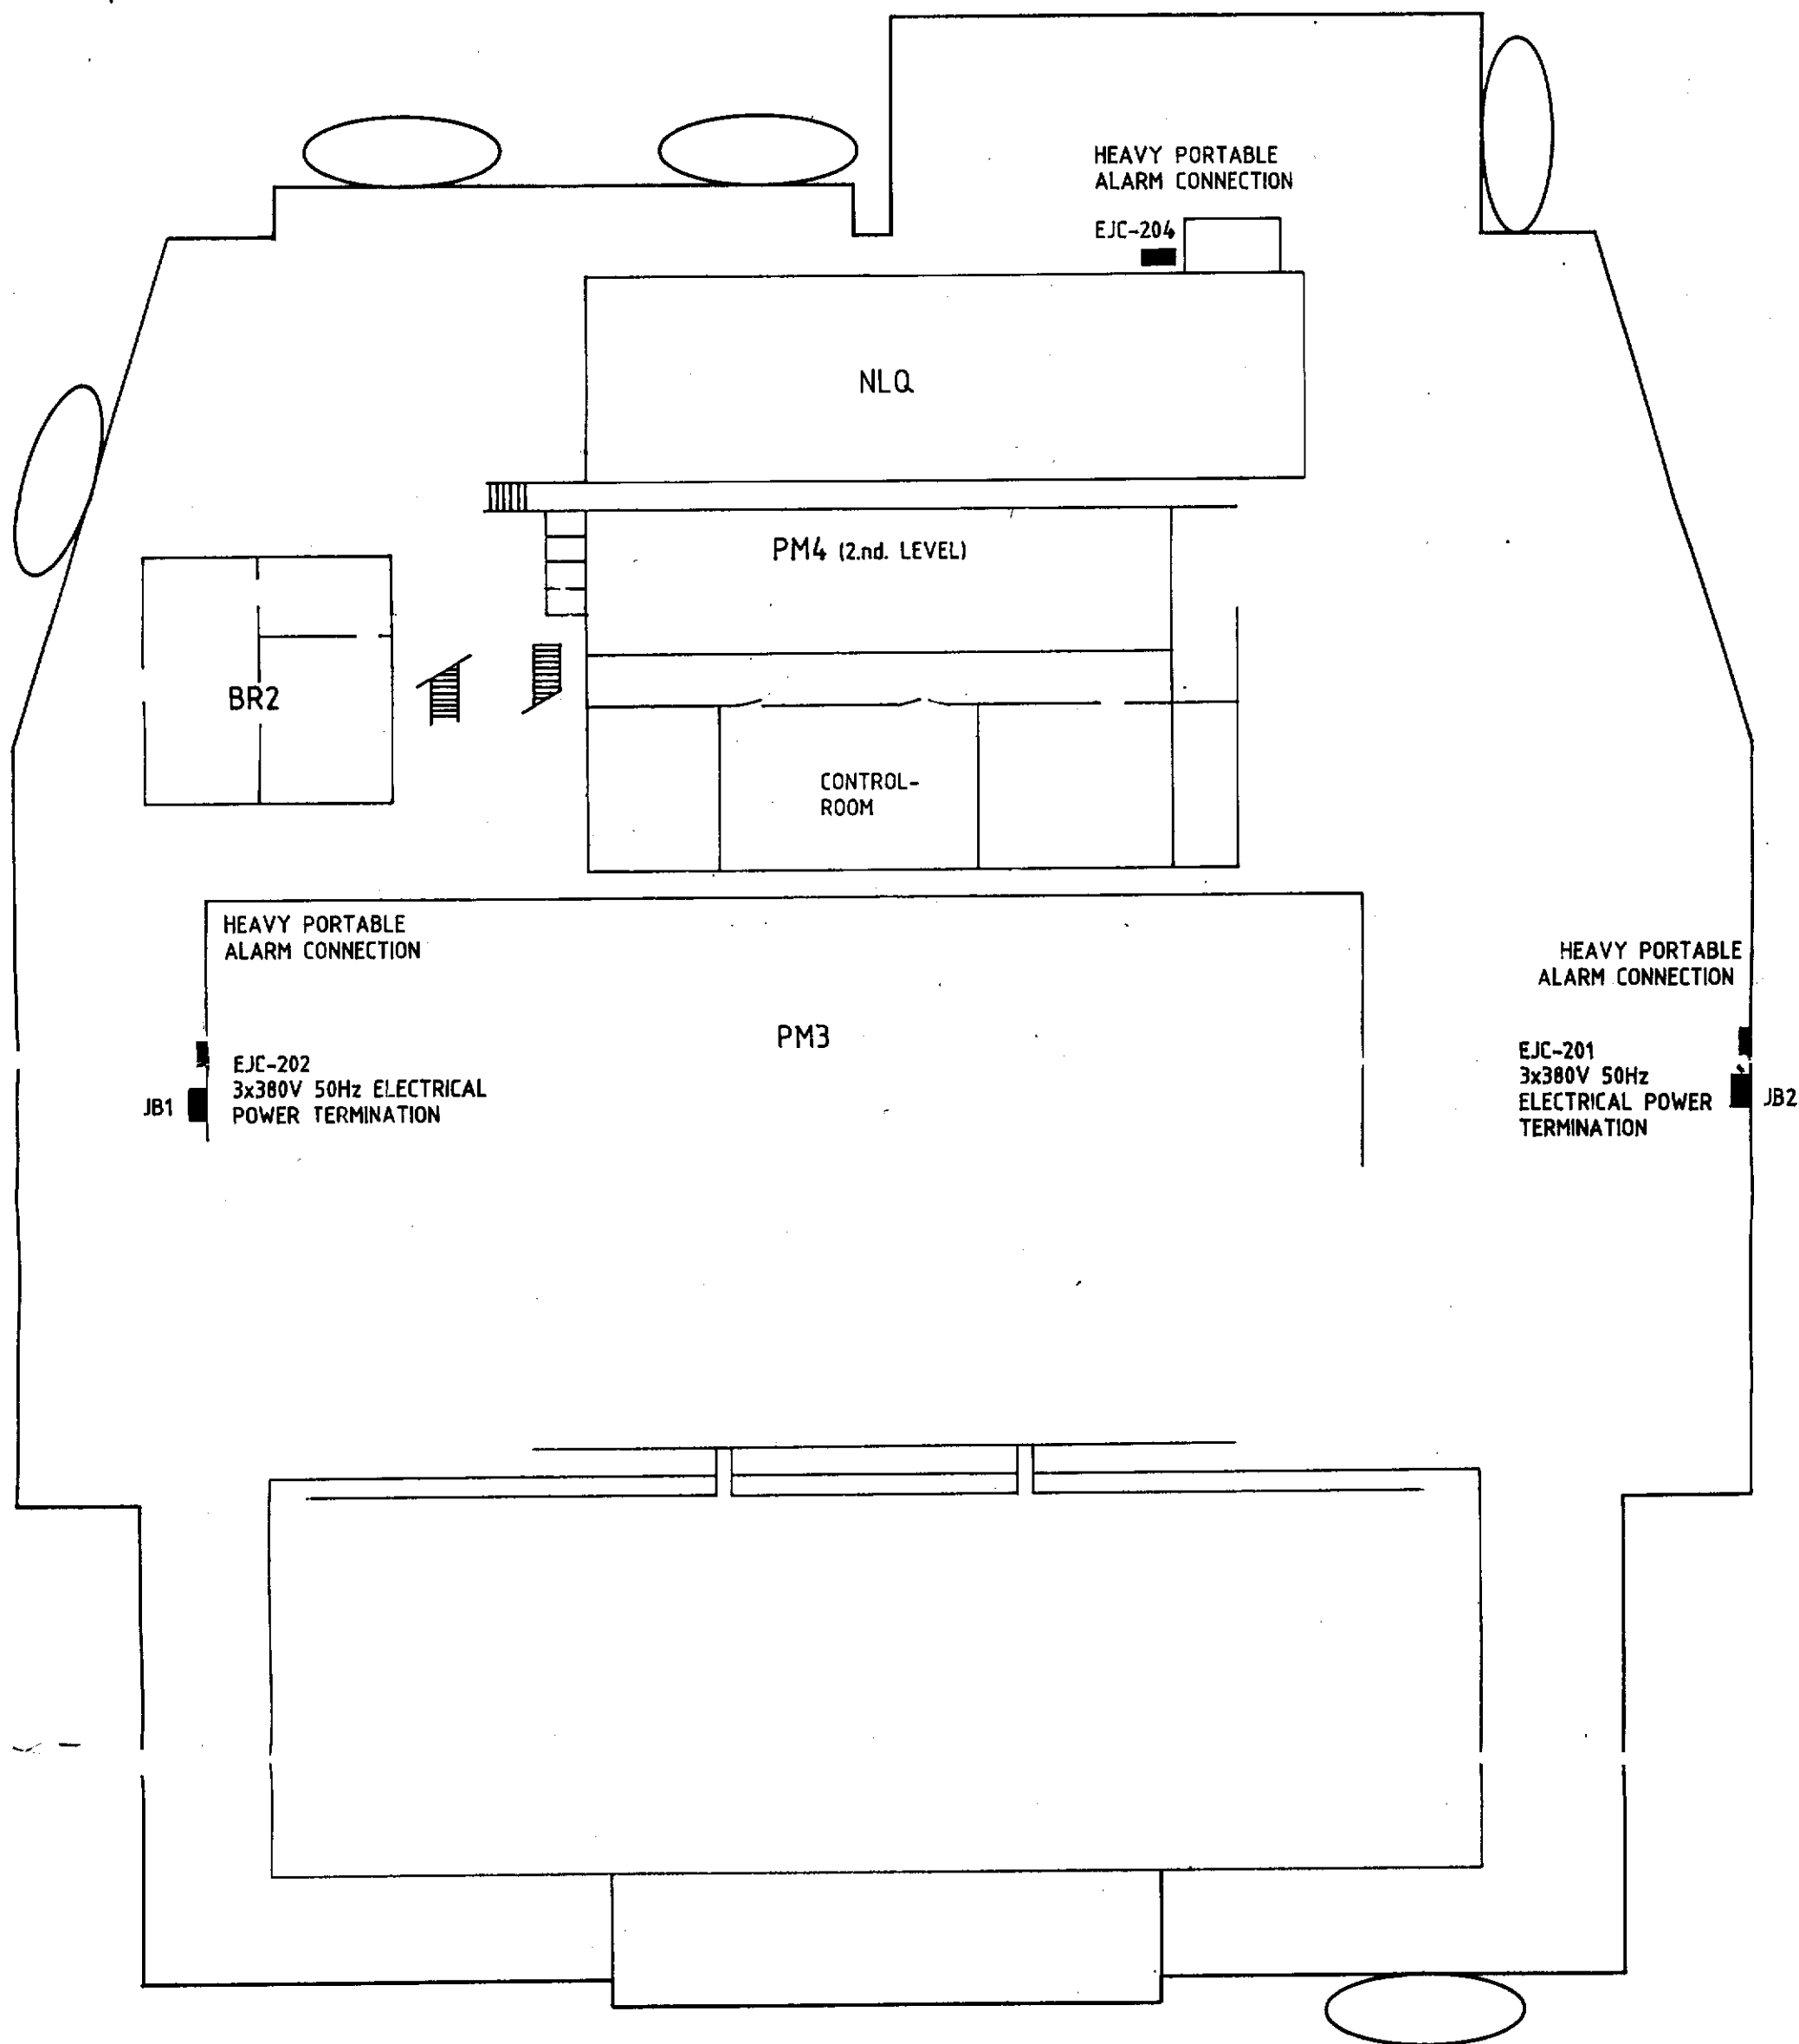 HEAVY PORTABLE
ALARM CONNECTION
EJC-204
NLQ
PM4 (2.nd. LEVEL)
BR2
CONTROL-
ROOM
HEAVY PORTABLE
ALARM CONNECTION
HEAVY PORTABLE
ALARM CONNECTION
PM3
EJC-202
3x380V 50Hz ELECTRICAL
POWER TERMINATION
JB1
EJC-201
3x380V 50Hz
ELECTRICAL POWER
TERMINATION
JB2